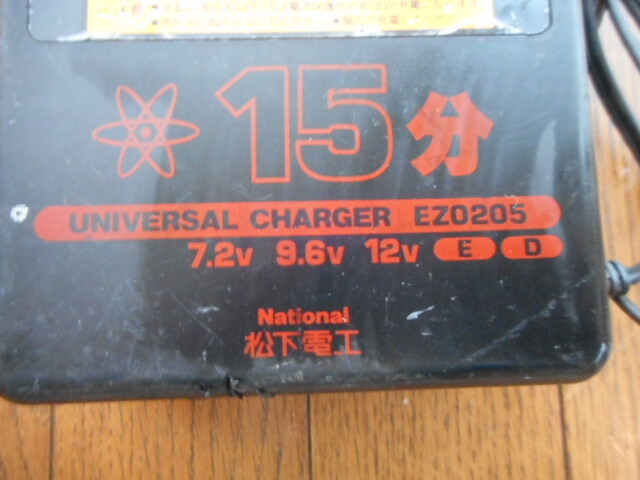 15分
UNIVERSAL CHARGER EZ0205
7.2V 9.6V 12V E D
National
松下電工